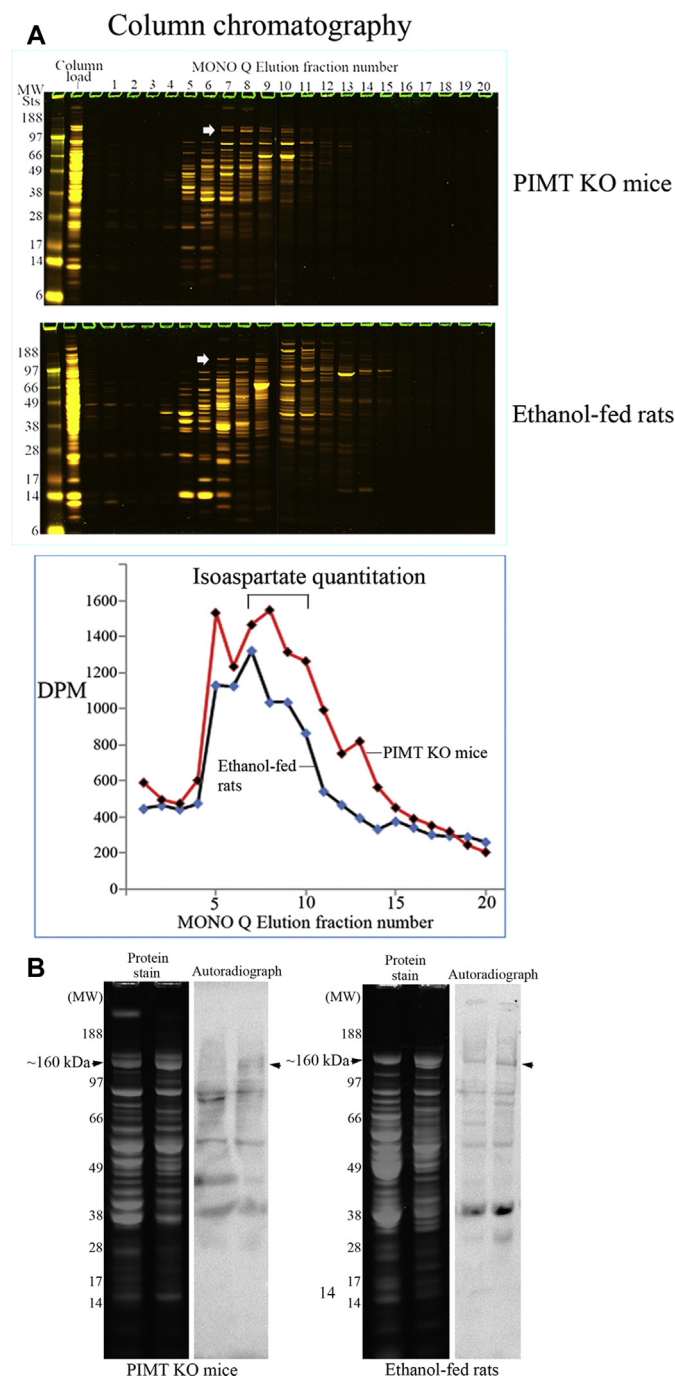 Column chromatography
A
Column load
MONO Q Elution fraction number
MW Sts
1 2 3 4 5 6 7 8 9 10 11 12 13 14 15 16 17 18 19 20
188
97
66
49
38
28
17
14
6
PIMT KO mice
188
97
66
49
38
28
17
14
6
Ethanol-fed rats
Isoaspartate quantitation
DPM
1600
1400
1200
1000
800
600
400
200
0
PIMT KO mice
Ethanol-fed rats
5 10 15 20
MONO Q Elution fraction number
B
Protein stain
Autoradiograph
(MW)
188
~160 kDa
97
66
49
38
28
17
14
PIMT KO mice
Protein stain
Autoradiograph
(MW)
188
~160 kDa
97
66
49
38
28
17
14
14
Ethanol-fed rats